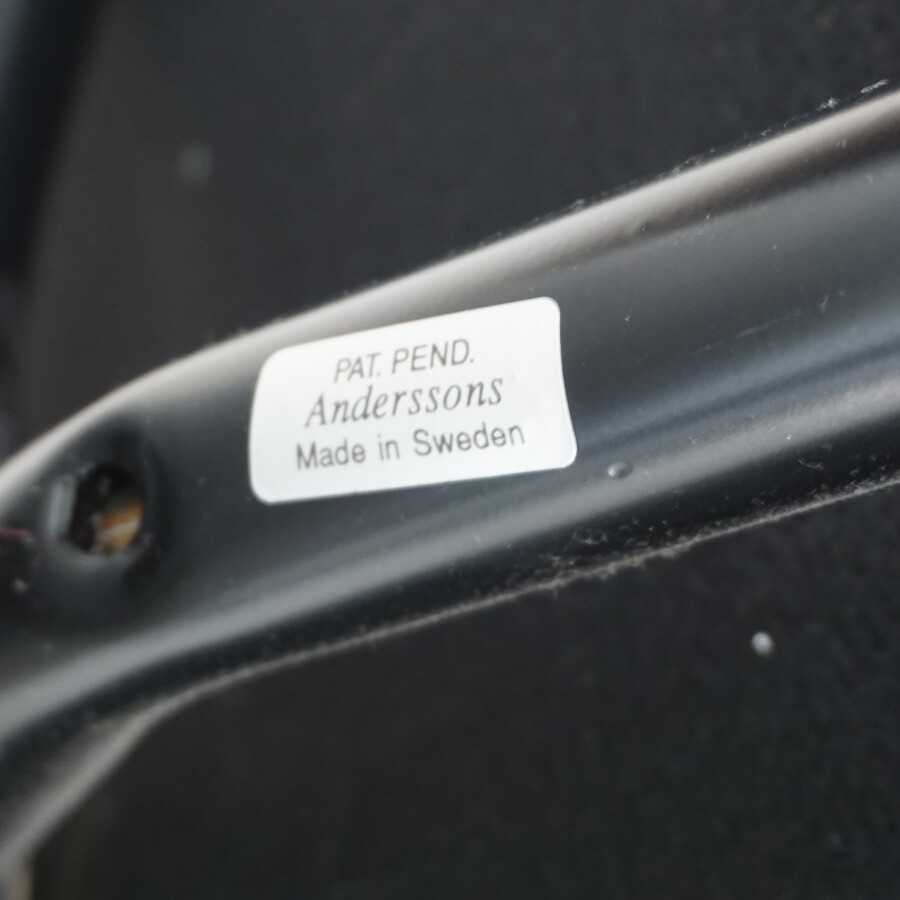 PAT. PEND.
Anderssons
Made in Sweden